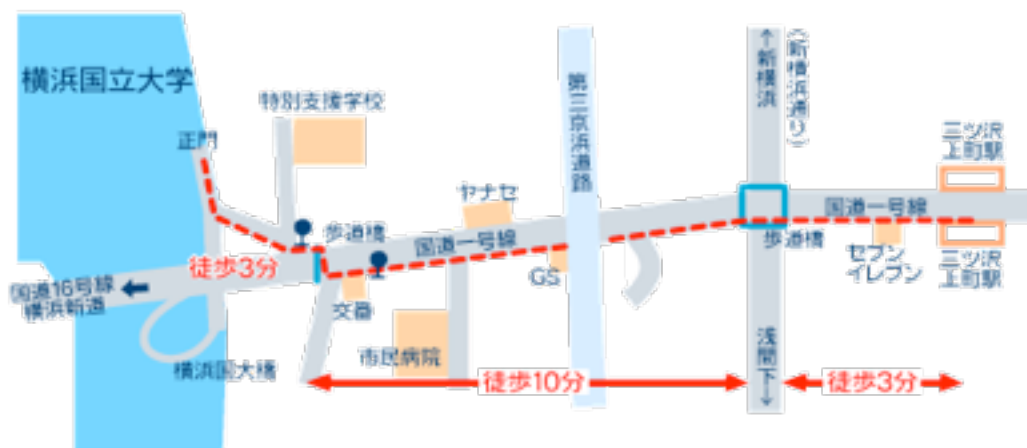 横浜国立大学
正門
特別支援学校
第三京浜道路
↑新横浜
(新横浜通り)
三ツ沢
上町駅
ヤナセ
歩道橋
国道一号線
国道一号線
歩道橋
セブン
イレブン
三ツ沢
上町駅
徒歩3分
国道16号線
横浜新道
交番
GS
市民病院
横浜国大橋
浅間下→
徒歩10分
徒歩3分